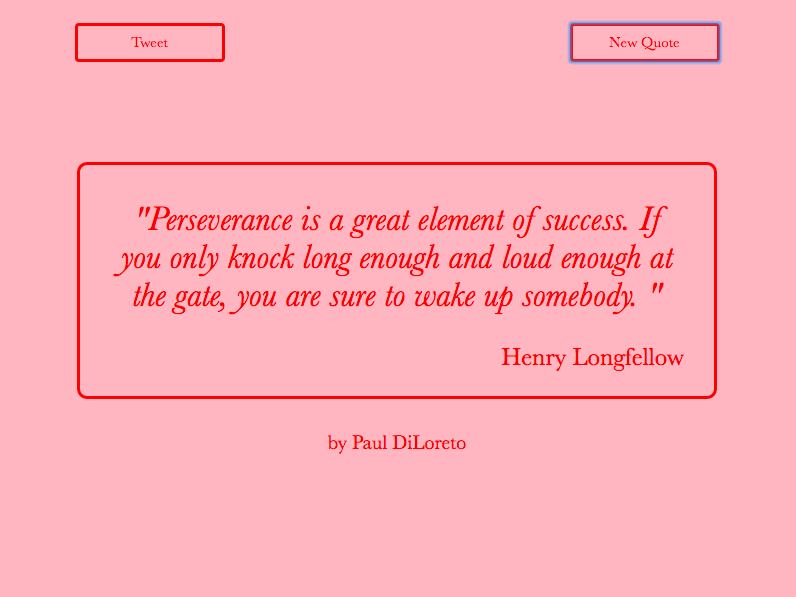 Tweet
New Quote
"Perseverance is a great element of success. If
you only knock long enough and loud enough at
the gate, you are sure to wake up somebody. "
Henry Longfellow
by Paul DiLoreto